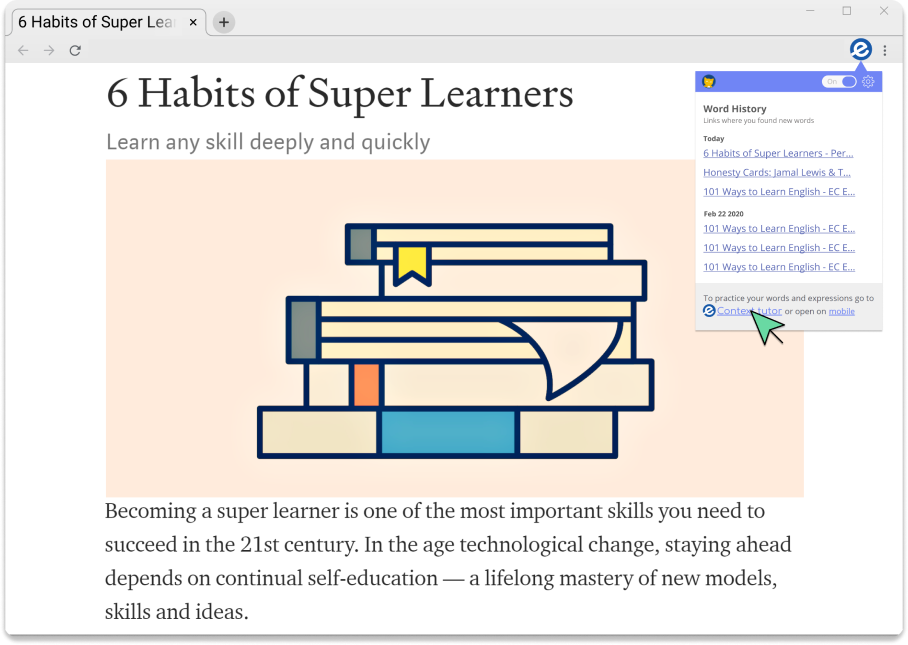 6 Habits of Super Lea
6 Habits of Super Learners
Learn any skill deeply and quickly
On
Word History
Links where you found new words
Today
6 Habits of Super Learners - Per...
Honesty Cards: Jamal Lewis & T...
101 Ways to Learn English - EC E...
Feb 22 2020
101 Ways to Learn English - EC E...
101 Ways to Learn English - EC E...
101 Ways to Learn English - EC E...
To practice your words and expressions go to
Context tutor or open on mobile
Becoming a super learner is one of the most important skills you need to
succeed in the 21st century. In the age technological change, staying ahead
depends on continual self-education — a lifelong mastery of new models,
skills and ideas.